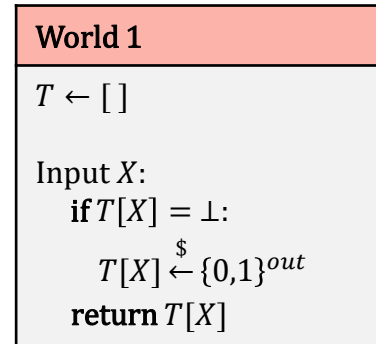 World 1
T ← [ ]
Input X:
if T[X] = ⊥:
T[X] ←$ {0,1}^out
return T[X]